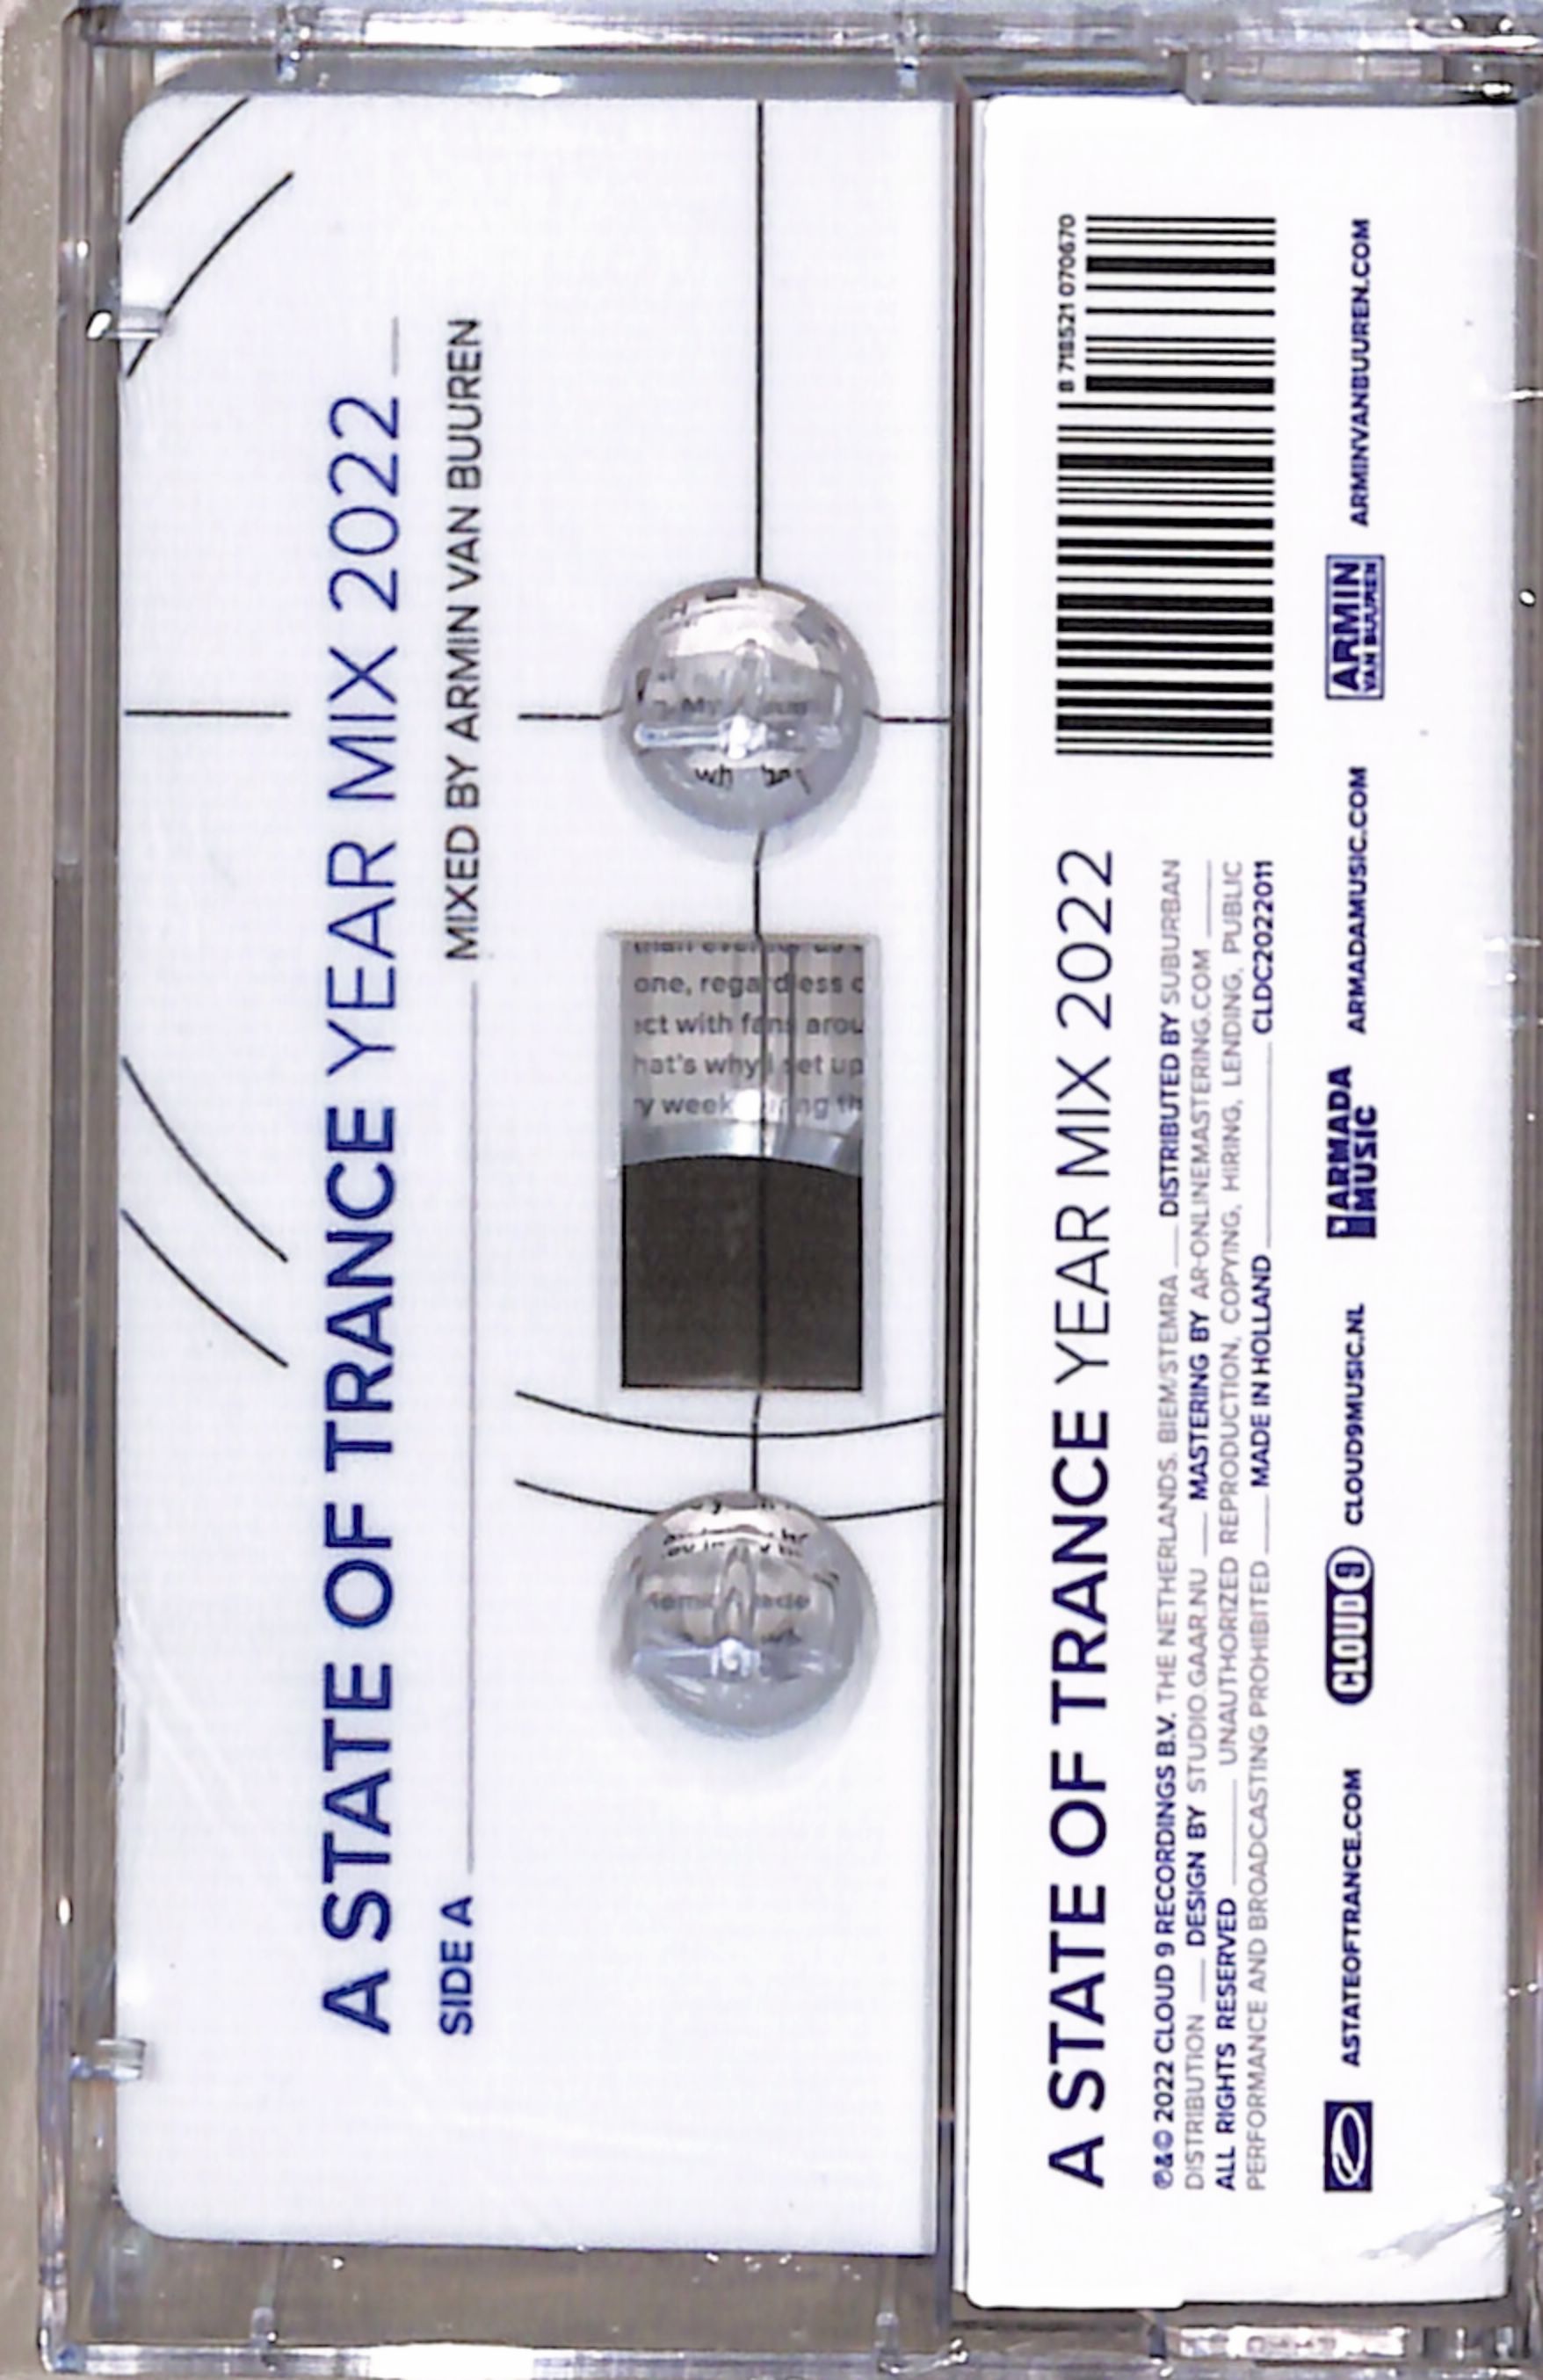 A STATE OF TRANCE YEAR MIX 2022
SIDE A MIXED BY ARMIN VAN BUUREN
one, regardess
ct with fans arou
hat's why I set up
y week
A STATE OF TRANCE YEAR MIX 2022
℗&© 2022 CLOUD 9 RECORDINGS B.V. THE NETHERLANDS. BIEM/STEMRA DISTRIBUTED BY SUBURBAN
DISTRIBUTION DESIGN BY STUDIO.GAAR.NU MASTERING BY AR-ONLINEMASTERING.COM
ALL RIGHTS RESERVED UNAUTHORIZED REPRODUCTION, COPYING, HIRING, LENDING, PUBLIC
PERFORMANCE AND BROADCASTING PROHIBITED MADE IN HOLLAND CLDC2022011
8 718521 070670
ASTATEOFTRANCE.COM CLOUD 9 CLOUD9MUSIC.NL ARMADA MUSIC ARMADAMUSIC.COM ARMIN VAN BUUREN ARMINVANBUUREN.COM